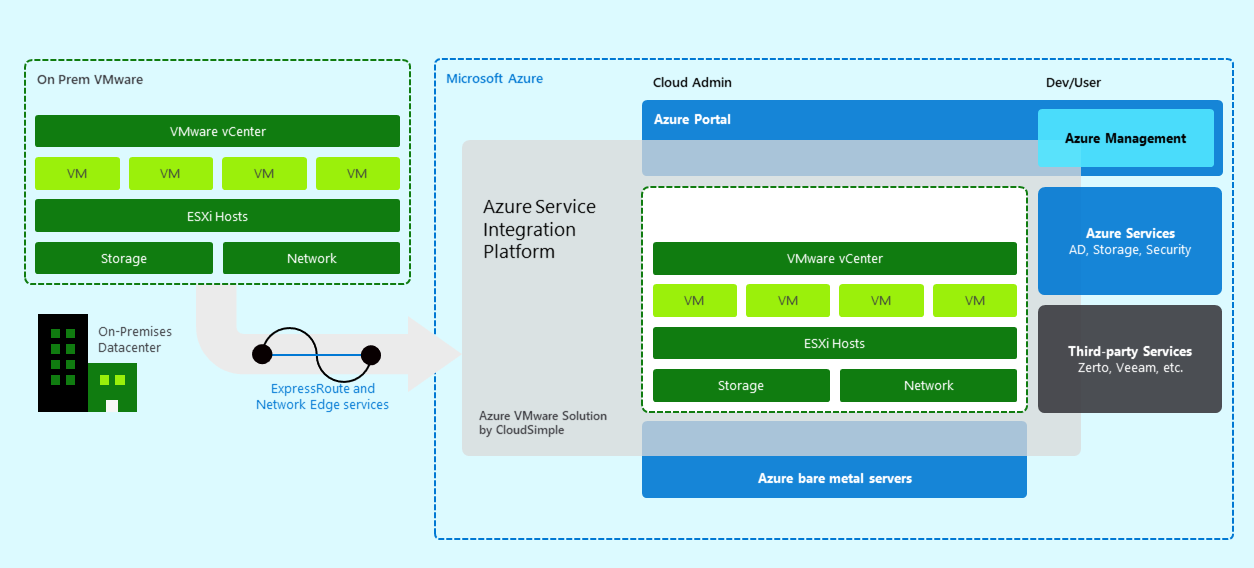 On Prem VMware
VMware vCenter
VM VM VM VM
ESXi Hosts
Storage Network
On-Premises
Datacenter
ExpressRoute and
Network Edge services
Microsoft Azure
Cloud Admin
Dev/User
Azure Portal
Azure Management
Azure Service
Integration
Platform
Azure VMware Solution
by CloudSimple
VMware vCenter
VM VM VM VM
ESXi Hosts
Storage Network
Azure bare metal servers
Azure Services
AD, Storage, Security
Third-party Services
Zerto, Veeam, etc.